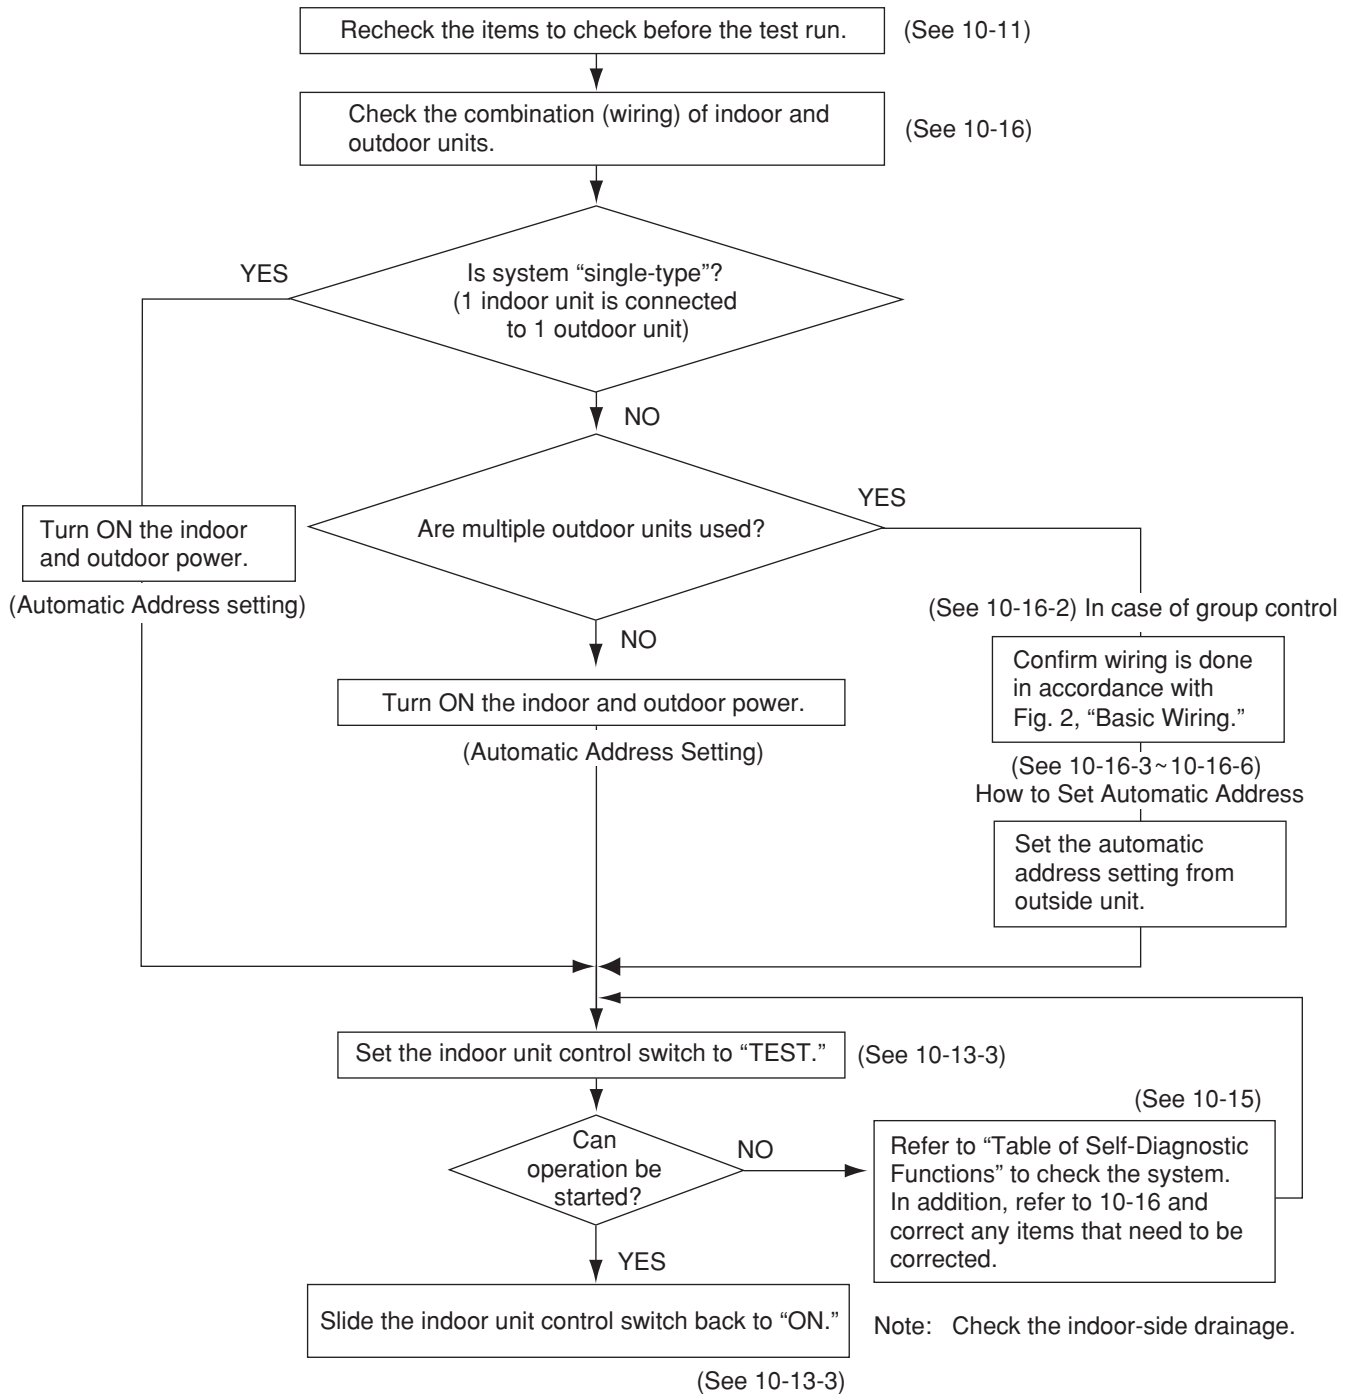 Recheck the items to check before the test run.
(See 10-11)
Check the combination (wiring) of indoor and
outdoor units.
(See 10-16)
YES
Is system “single-type”?
(1 indoor unit is connected
to 1 outdoor unit)
NO
YES
Are multiple outdoor units used?
Turn ON the indoor
and outdoor power.
(Automatic Address setting)
(See 10-16-2) In case of group control
NO
Confirm wiring is done
in accordance with
Fig. 2, “Basic Wiring.”
Turn ON the indoor and outdoor power.
(Automatic Address Setting)
(See 10-16-3~10-16-6)
How to Set Automatic Address
Set the automatic
address setting from
outside unit.
Set the indoor unit control switch to “TEST.”
(See 10-13-3)
(See 10-15)
Can
operation be
started?
NO
Refer to “Table of Self-Diagnostic
Functions” to check the system.
In addition, refer to 10-16 and
correct any items that need to be
corrected.
YES
Slide the indoor unit control switch back to “ON.”
Note: Check the indoor-side drainage.
(See 10-13-3)